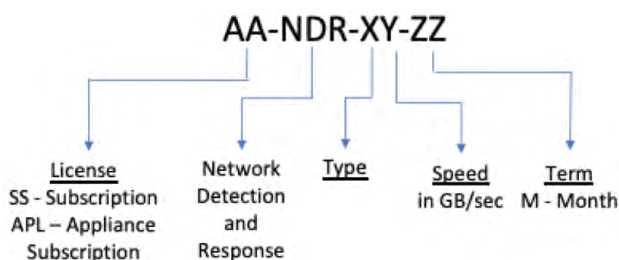 AA-NDR-XY-ZZ
License
SS - Subscription
APL – Appliance
Subscription
Network
Detection
and
Response
Type
Speed
in GB/sec
Term
M - Month